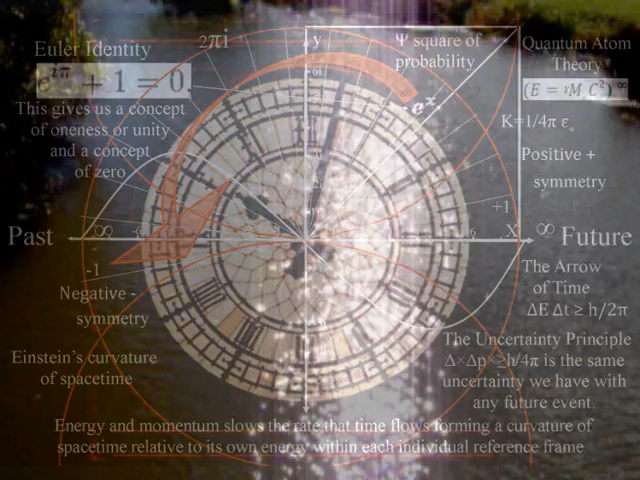 Euler Identity
e^iπ + 1 = 0
This gives us a concept
of oneness or unity
and a concept
of zero
2πi
y
Ψ square of
probability
e^x
Quantum Atom
Theory
(E = ᵢM C²)^∞
K=1/4π ε₀
Positive +
symmetry
+1
Past
∞
X
∞ Future
-1
Negative -
symmetry
The Arrow
of Time
ΔE Δt ≥ h/2π
Einstein's curvature
of spacetime
The Uncertainty Principle
Δ×Δp×≥h/4π is the same
uncertainty we have with
any future event.
Energy and momentum slows the rate that time flows forming a curvature of
spacetime relative to its own energy within each individual reference frame.